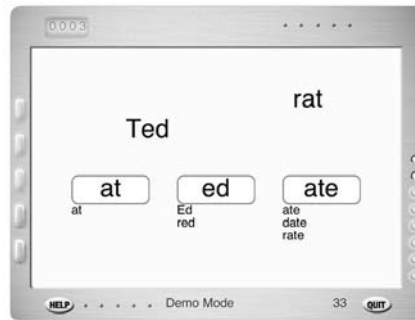 0003
rat
Ted
at ed ate
at Ed ate
red date
rate
HELP Demo Mode 33 QUIT